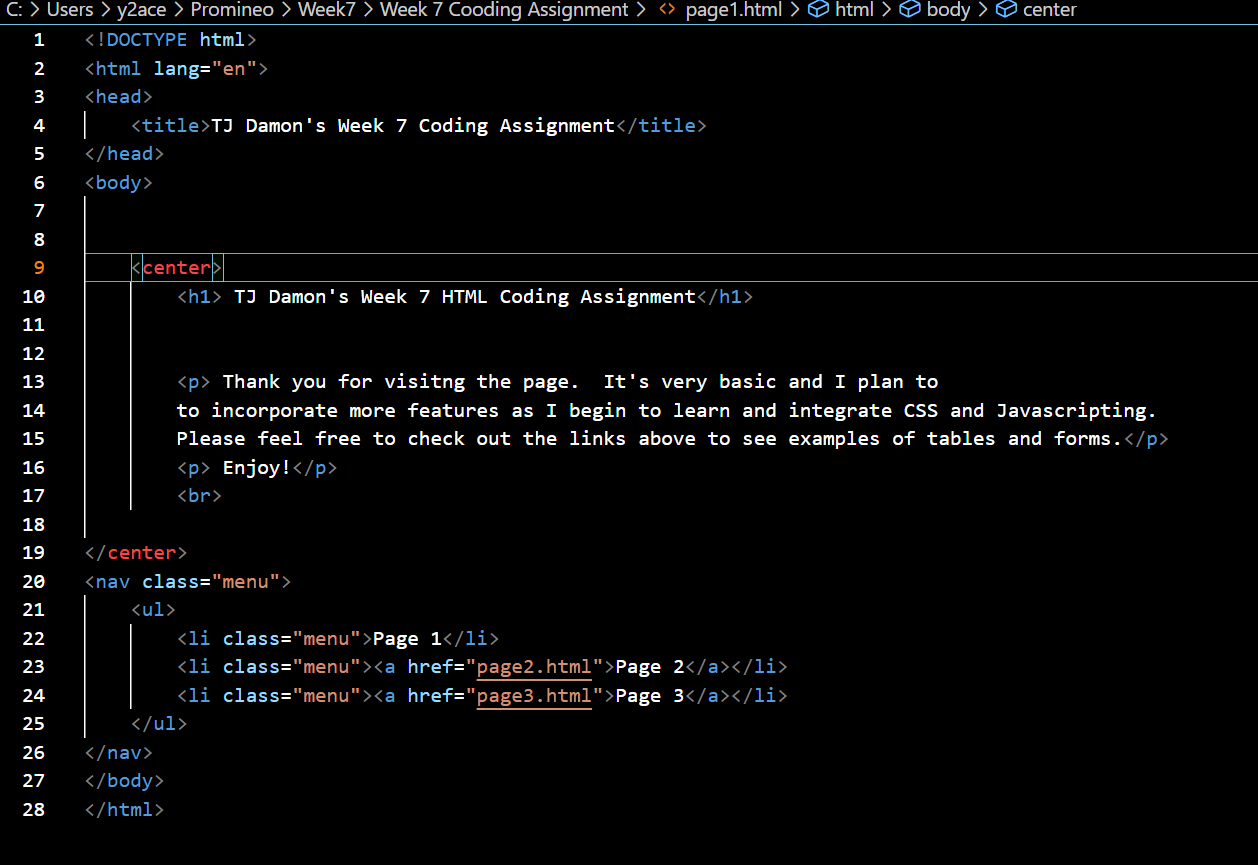 C: > Users > y2ace > Promineo > Week7 > Week 7 Cooding Assignment > <> page1.html > html > body > center
1 <!DOCTYPE html>
2 <html lang="en">
3 <head>
4     <title>TJ Damon's Week 7 Coding Assignment</title>
5 </head>
6 <body>
7
8
9     <center>
10         <h1> TJ Damon's Week 7 HTML Coding Assignment</h1>
11
12
13         <p> Thank you for visitng the page.  It's very basic and I plan to
14         to incorporate more features as I begin to learn and integrate CSS and Javascripting.
15         Please feel free to check out the links above to see examples of tables and forms.</p>
16         <p> Enjoy!</p>
17         <br>
18
19 </center>
20 <nav class="menu">
21     <ul>
22         <li class="menu">Page 1</li>
23         <li class="menu"><a href="page2.html">Page 2</a></li>
24         <li class="menu"><a href="page3.html">Page 3</a></li>
25     </ul>
26 </nav>
27 </body>
28 </html>